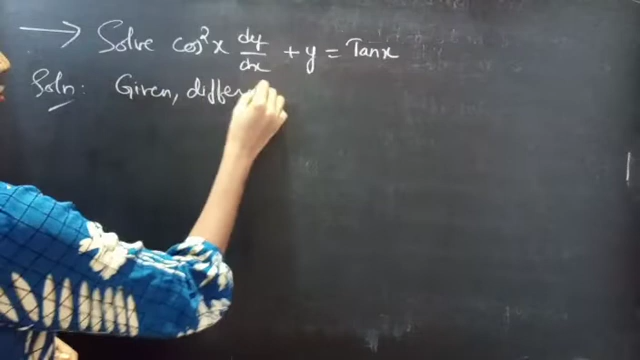 → Solve cos²x dy/dx + y = Tanx
Soln: Given, differ